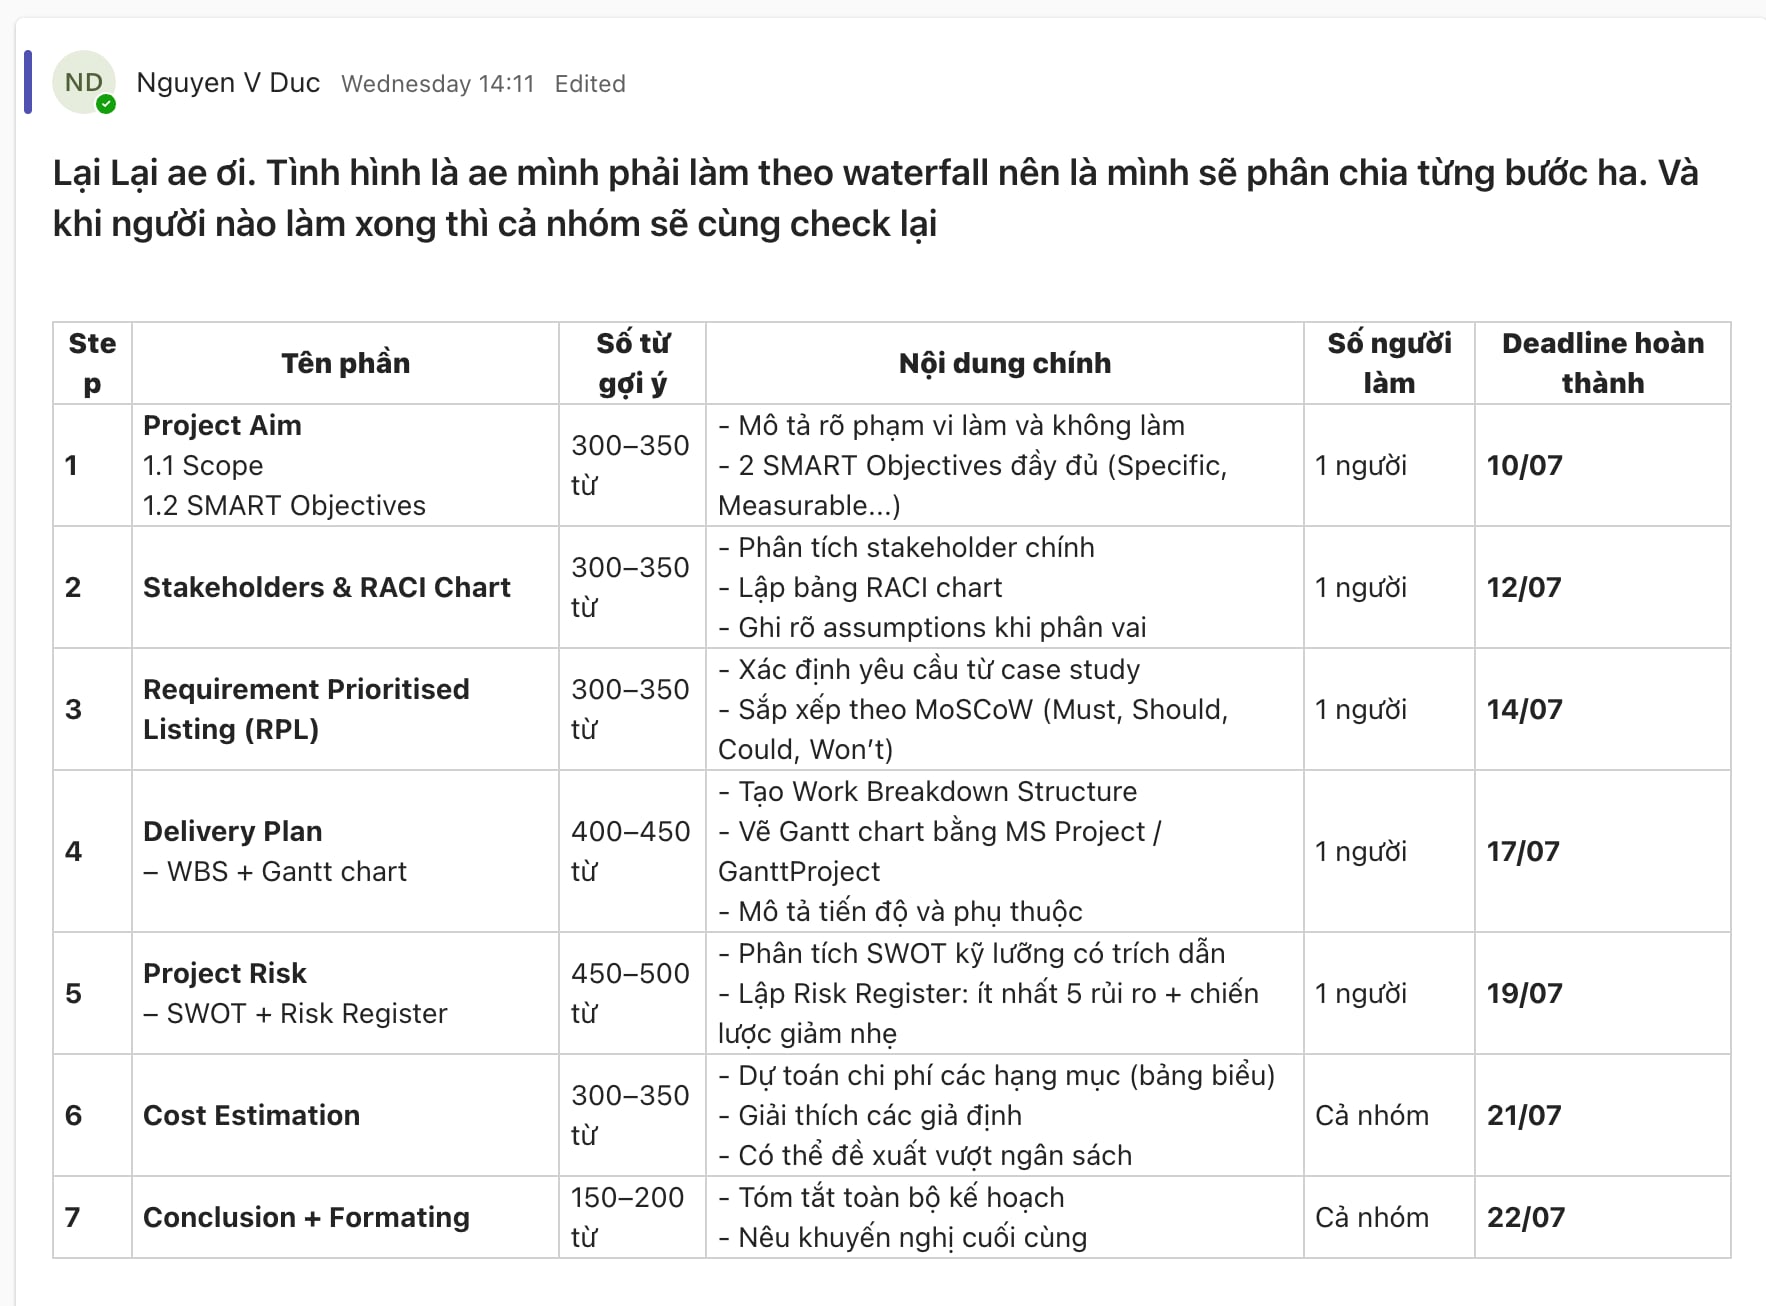 ND
Nguyen V Duc Wednesday 14:11 Edited
Lại Lại ae ơi. Tình hình là ae mình phải làm theo waterfall nên là mình sẽ phân chia từng bước ha. Và
khi người nào làm xong thì cả nhóm sẽ cùng check lại
Ste
p
Tên phần
Số từ
gợi ý
Nội dung chính
Số người
làm
Deadline hoàn
thành
1
Project Aim
1.1 Scope
1.2 SMART Objectives
300–350
từ
- Mô tả rõ phạm vi làm và không làm
- 2 SMART Objectives đầy đủ (Specific,
Measurable...)
1 người
10/07
2
Stakeholders & RACI Chart
300–350
từ
- Phân tích stakeholder chính
- Lập bảng RACI chart
- Ghi rõ assumptions khi phân vai
1 người
12/07
3
Requirement Prioritised
Listing (RPL)
300–350
từ
- Xác định yêu cầu từ case study
- Sắp xếp theo MoSCoW (Must, Should,
Could, Won’t)
1 người
14/07
4
Delivery Plan
– WBS + Gantt chart
400–450
từ
- Tạo Work Breakdown Structure
- Vẽ Gantt chart bằng MS Project /
GanttProject
- Mô tả tiến độ và phụ thuộc
1 người
17/07
5
Project Risk
– SWOT + Risk Register
450–500
từ
- Phân tích SWOT kỹ lưỡng có trích dẫn
- Lập Risk Register: ít nhất 5 rủi ro + chiến
lược giảm nhẹ
1 người
19/07
6
Cost Estimation
300–350
từ
- Dự toán chi phí các hạng mục (bảng biểu)
- Giải thích các giả định
- Có thể đề xuất vượt ngân sách
Cả nhóm
21/07
7
Conclusion + Formating
150–200
từ
- Tóm tắt toàn bộ kế hoạch
- Nêu khuyến nghị cuối cùng
Cả nhóm
22/07